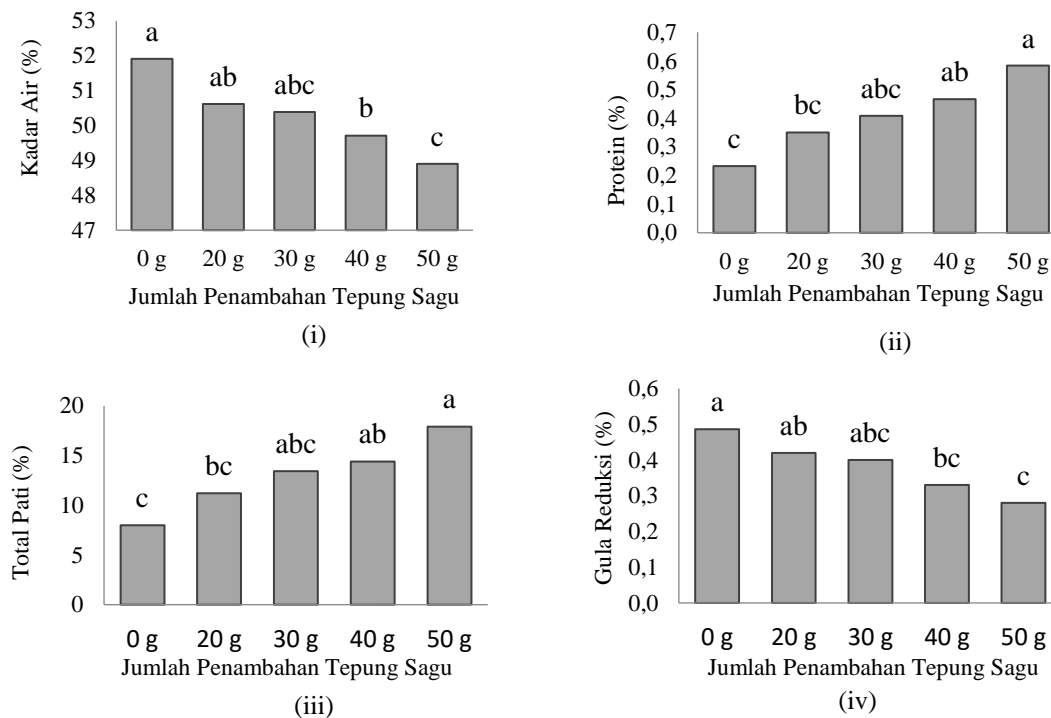 Kadar Air (%)
53
52
51
50
49
48
47
a
ab
abc
b
c
0 g 20 g 30 g 40 g 50 g
Jumlah Penambahan Tepung Sagu
(i)
Protein (%)
0,7
0,6
0,5
0,4
0,3
0,2
0,1
0,0
c
bc
abc
ab
a
0 g 20 g 30 g 40 g 50 g
Jumlah Penambahan Tepung Sagu
(ii)
Total Pati (%)
20
15
10
5
0
c
bc
abc
ab
a
0 g 20 g 30 g 40 g 50 g
Jumlah Penambahan Tepung Sagu
(iii)
Gula Reduksi (%)
0,6
0,5
0,4
0,3
0,2
0,1
0,0
a
ab
abc
bc
c
0 g 20 g 30 g 40 g 50 g
Jumlah Penambahan Tepung Sagu
(iv)